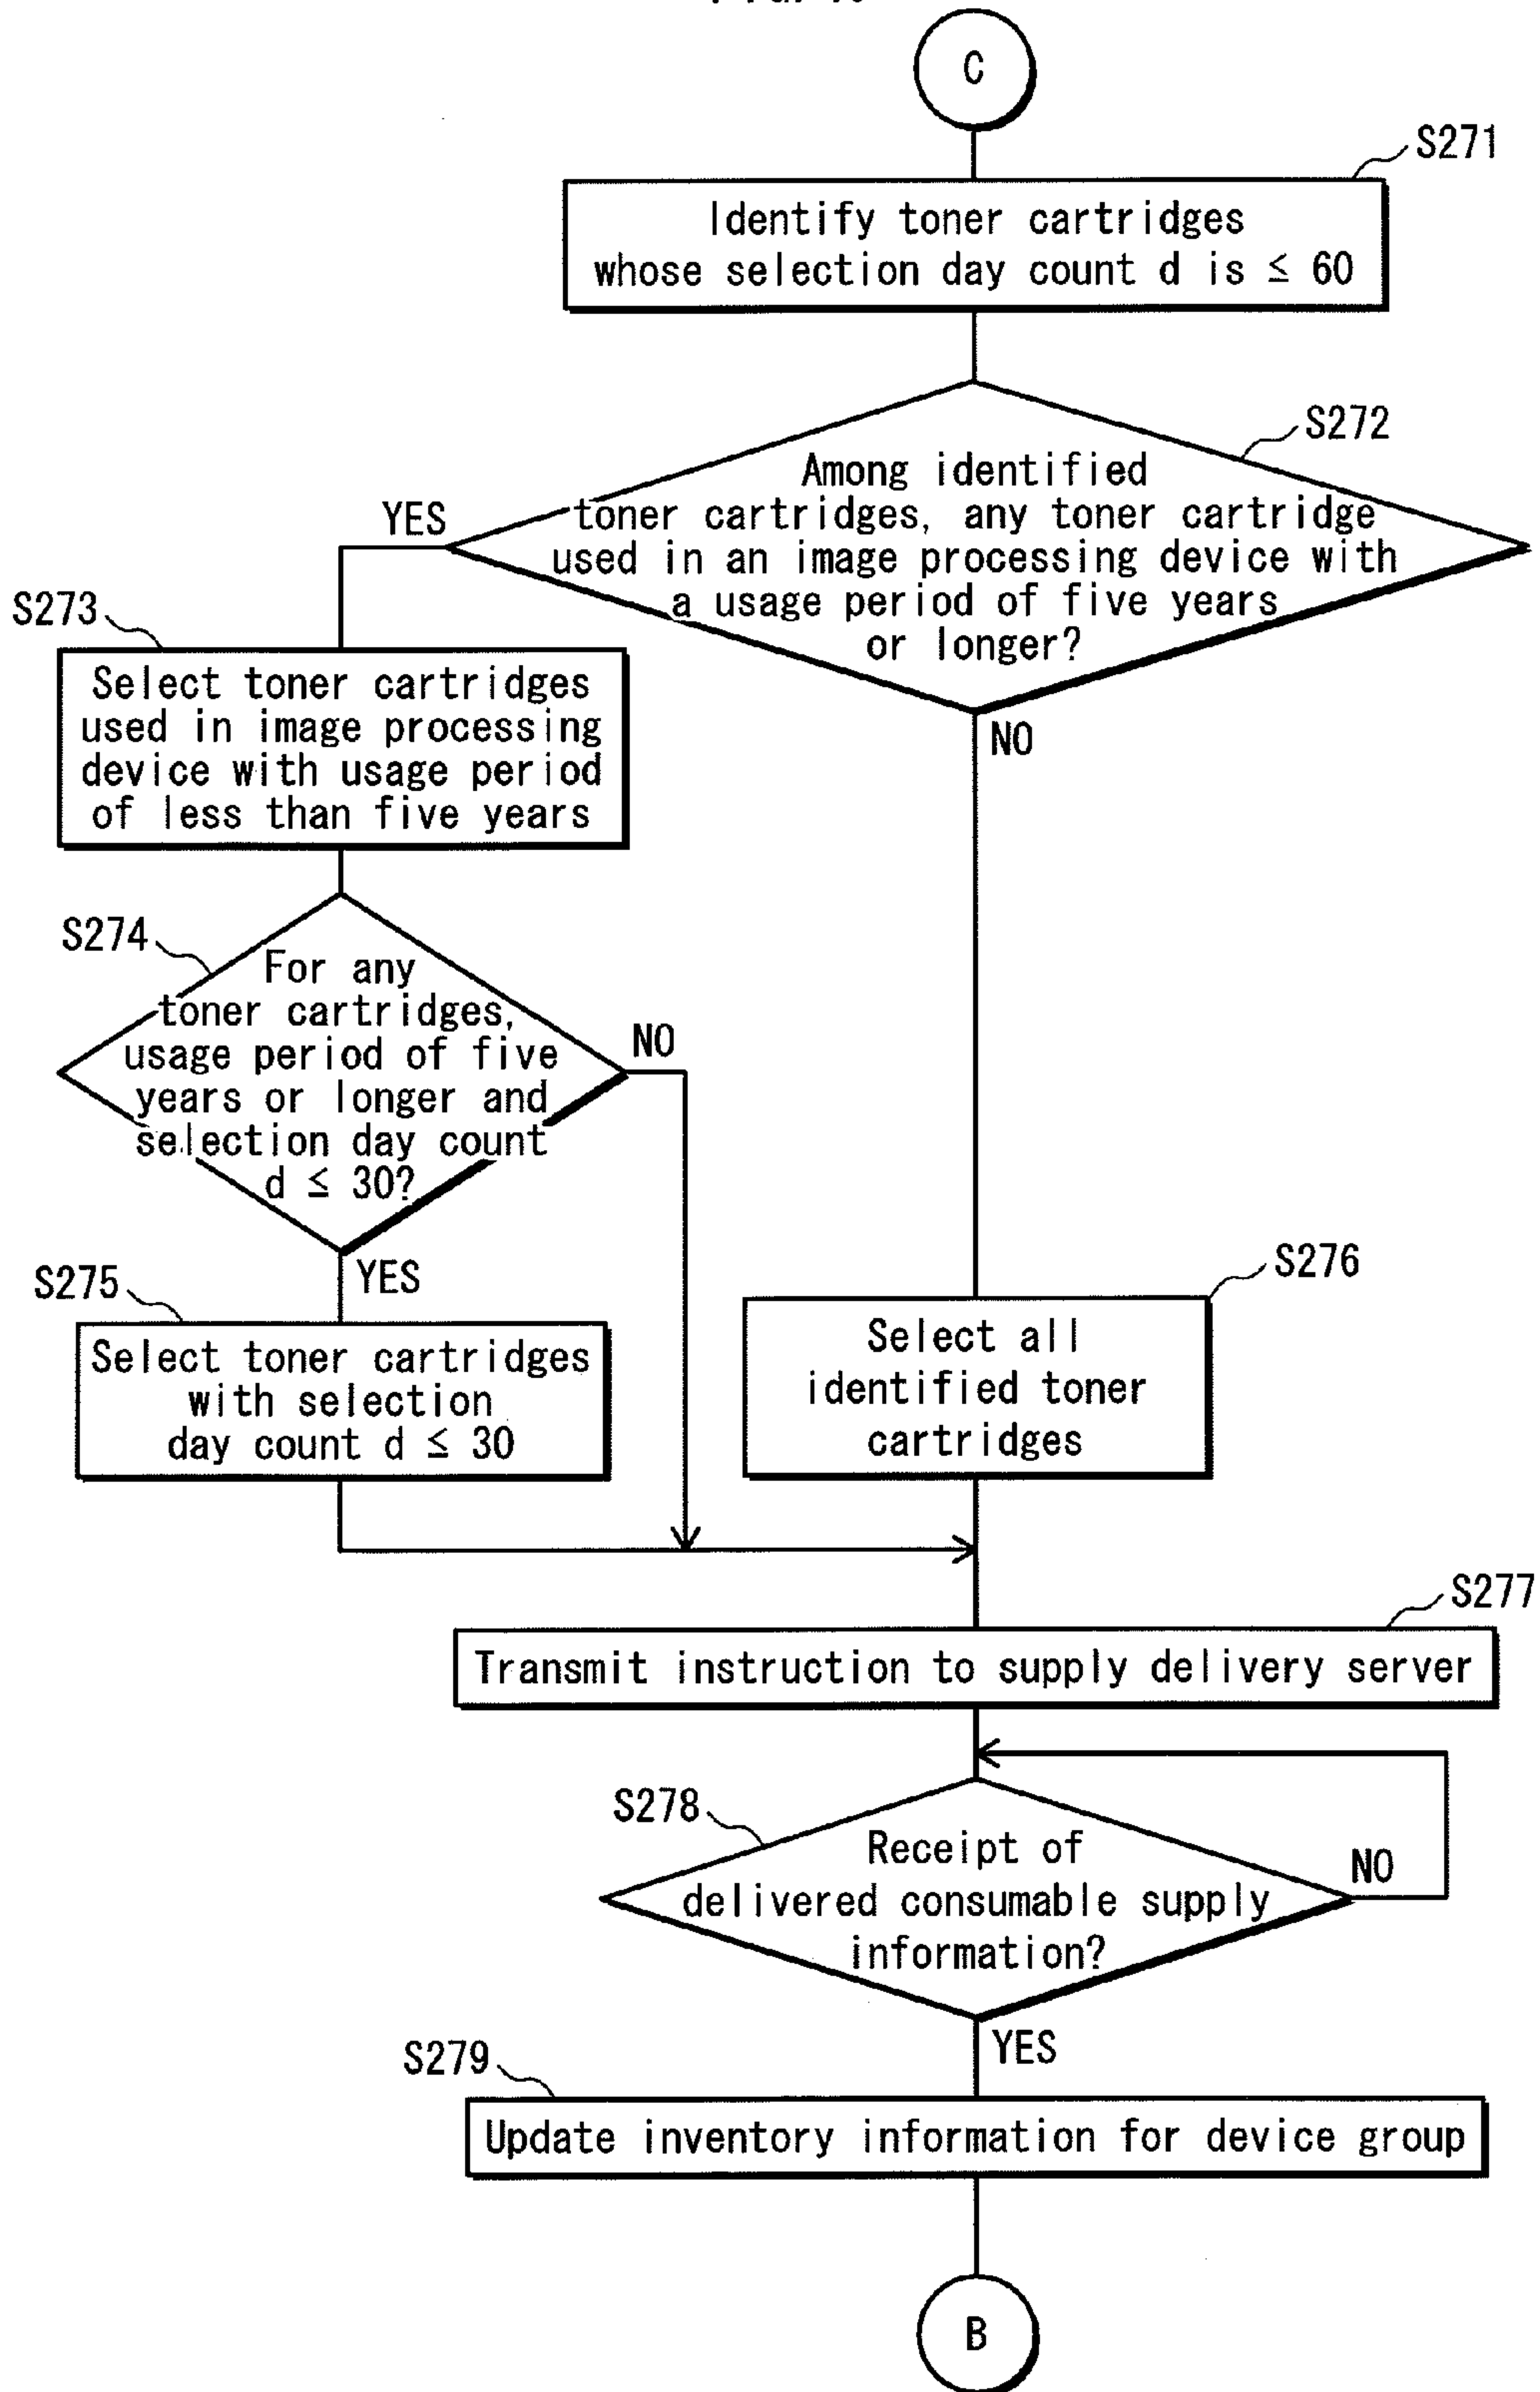 C
S271
Identify toner cartridges
whose selection day count d is ≤ 60
S272
Among identified
toner cartridges, any toner cartridge
used in an image processing device with
a usage period of five years
or longer?
YES
NO
S273
Select toner cartridges
used in image processing
device with usage period
of less than five years
S274
For any
toner cartridges,
usage period of five
years or longer and
selection day count
d ≤ 30?
NO
YES
S275
Select toner cartridges
with selection
day count d ≤ 30
S276
Select all
identified toner
cartridges
S277
Transmit instruction to supply delivery server
S278
Receipt of
delivered consumable supply
information?
NO
YES
S279
Update inventory information for device group
B